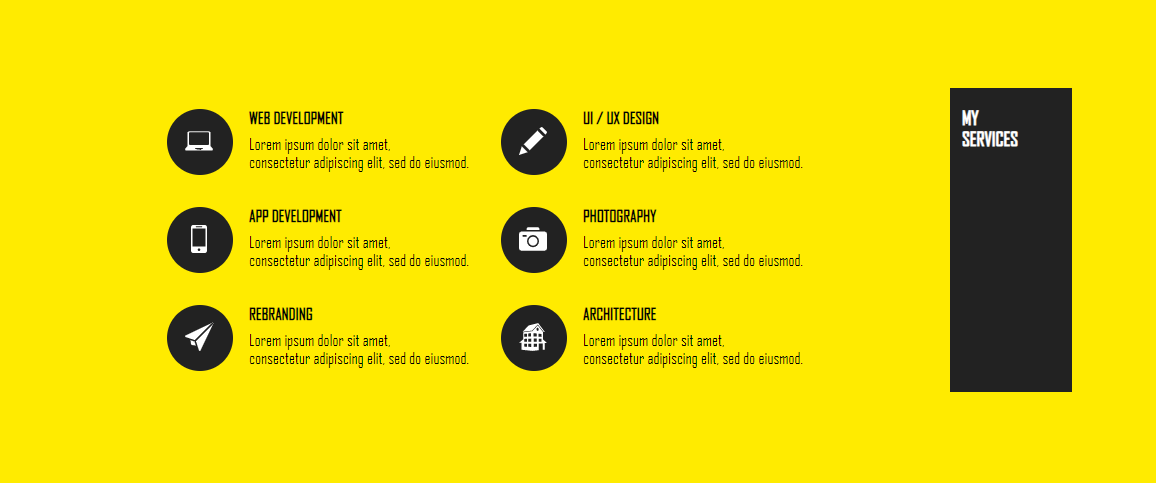 WEB DEVELOPMENT
Lorem ipsum dolor sit amet,
consectetur adipiscing elit, sed do eiusmod.
UI / UX DESIGN
Lorem ipsum dolor sit amet,
consectetur adipiscing elit, sed do eiusmod.
APP DEVELOPMENT
Lorem ipsum dolor sit amet,
consectetur adipiscing elit, sed do eiusmod.
PHOTOGRAPHY
Lorem ipsum dolor sit amet,
consectetur adipiscing elit, sed do eiusmod.
REBRANDING
Lorem ipsum dolor sit amet,
consectetur adipiscing elit, sed do eiusmod.
ARCHITECTURE
Lorem ipsum dolor sit amet,
consectetur adipiscing elit, sed do eiusmod.
MY
SERVICES